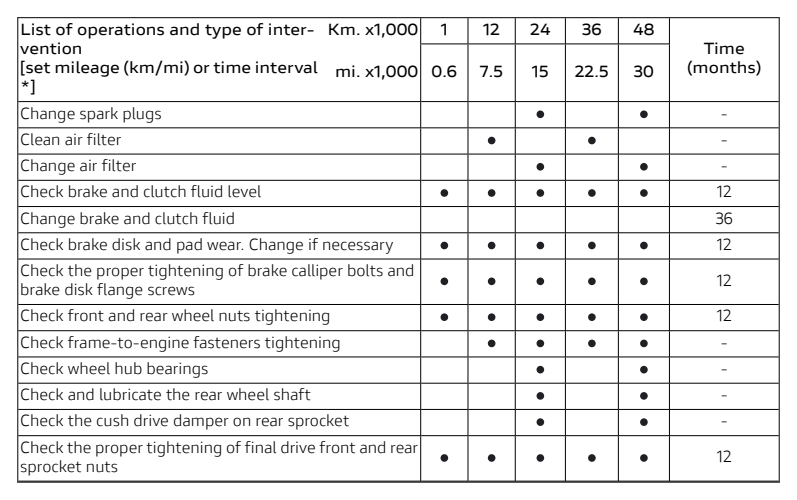 List of operations and type of inter- Km. x1,000 1 12 24 36 48 Time (months)
vention
[set mileage (km/mi) or time interval mi. x1,000 0.6 7.5 15 22.5 30
*]
Change spark plugs ● ● -
Clean air filter ● ● -
Change air filter ● ● -
Check brake and clutch fluid level ● ● ● ● ● 12
Change brake and clutch fluid 36
Check brake disk and pad wear. Change if necessary ● ● ● ● ● 12
Check the proper tightening of brake calliper bolts and
brake disk flange screws ● ● ● ● ● 12
Check front and rear wheel nuts tightening ● ● ● ● ● 12
Check frame-to-engine fasteners tightening ● ● ● ● -
Check wheel hub bearings ● ● -
Check and lubricate the rear wheel shaft ● ● -
Check the cush drive damper on rear sprocket ● ● -
Check the proper tightening of final drive front and rear
sprocket nuts ● ● ● ● ● 12